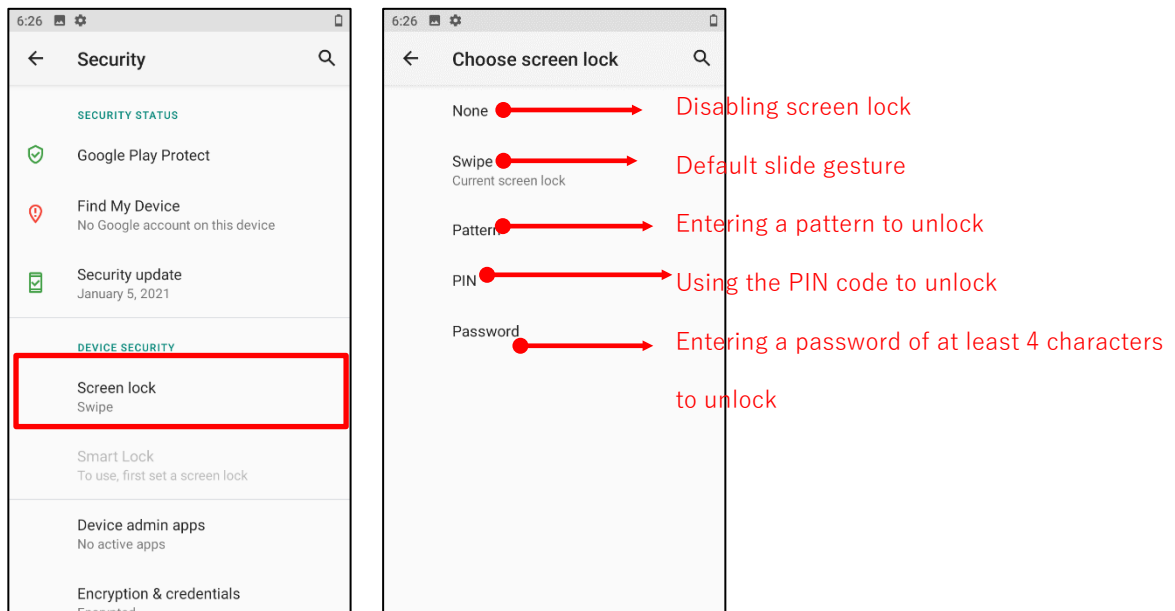 6:26
Security
SECURITY STATUS
Google Play Protect
Find My Device
No Google account on this device
Security update
January 5, 2021
DEVICE SECURITY
Screen lock
Swipe
Smart Lock
To use, first set a screen lock
Device admin apps
No active apps
Encryption & credentials
Encrypted
6:26
Choose screen lock
None
Disabling screen lock
Swipe
Current screen lock
Default slide gesture
Pattern
Entering a pattern to unlock
PIN
Using the PIN code to unlock
Password
Entering a password of at least 4 characters
to unlock